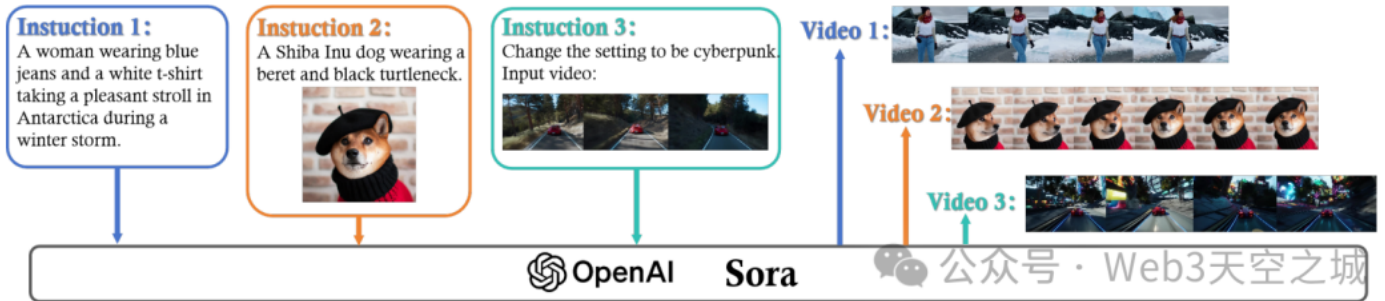 Instuction 1:
A woman wearing blue
jeans and a white t-shirt
taking a pleasant stroll in
Antarctica during a
winter storm.
Instuction 2:
A Shiba Inu dog wearing a
beret and black turtleneck.
Instuction 3:
Change the setting to be cyberpunk.
Input video:
Video 1:
Video 2:
Video 3:
OpenAI Sora
公众号 · Web3天空之城